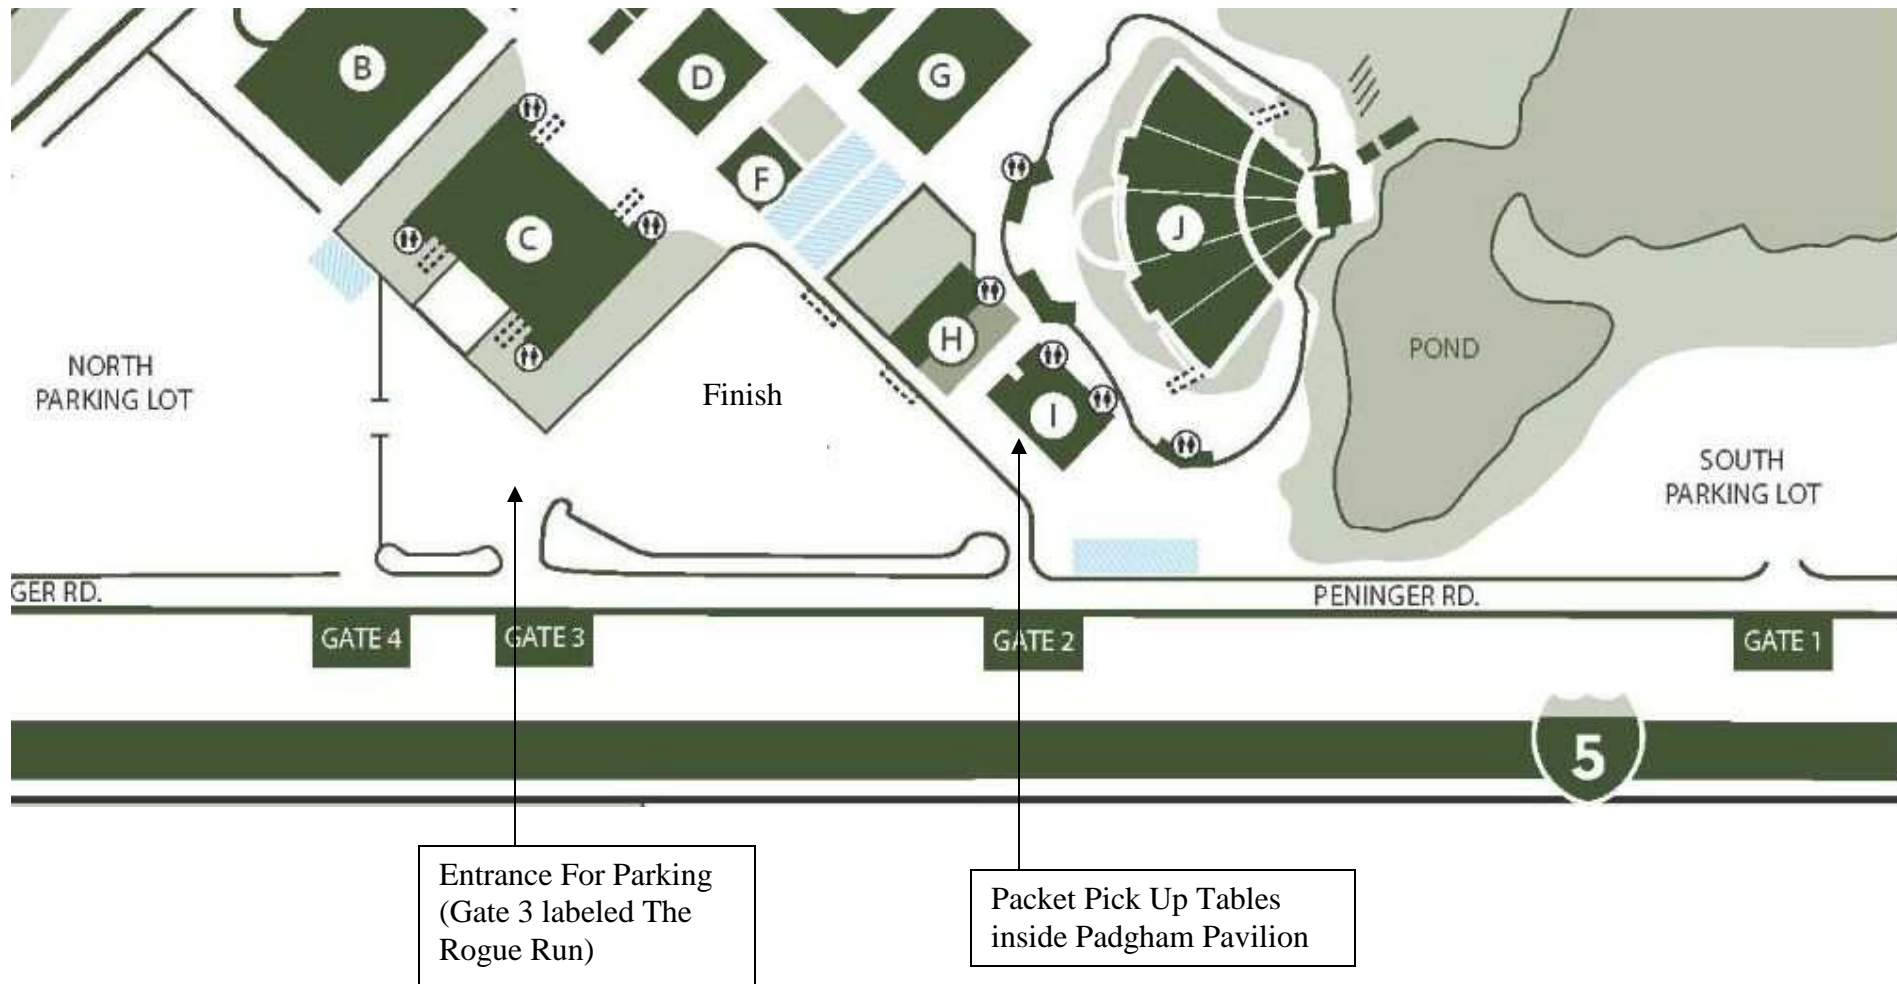 B
D
G
F
C
J
H
I
NORTH
PARKING LOT
Finish
POND
SOUTH
PARKING LOT
GER RD.
PENINGER RD.
GATE 4
GATE 3
GATE 2
GATE 1
5
Entrance For Parking
(Gate 3 labeled The
Rogue Run)
Packet Pick Up Tables
inside Padgham Pavilion